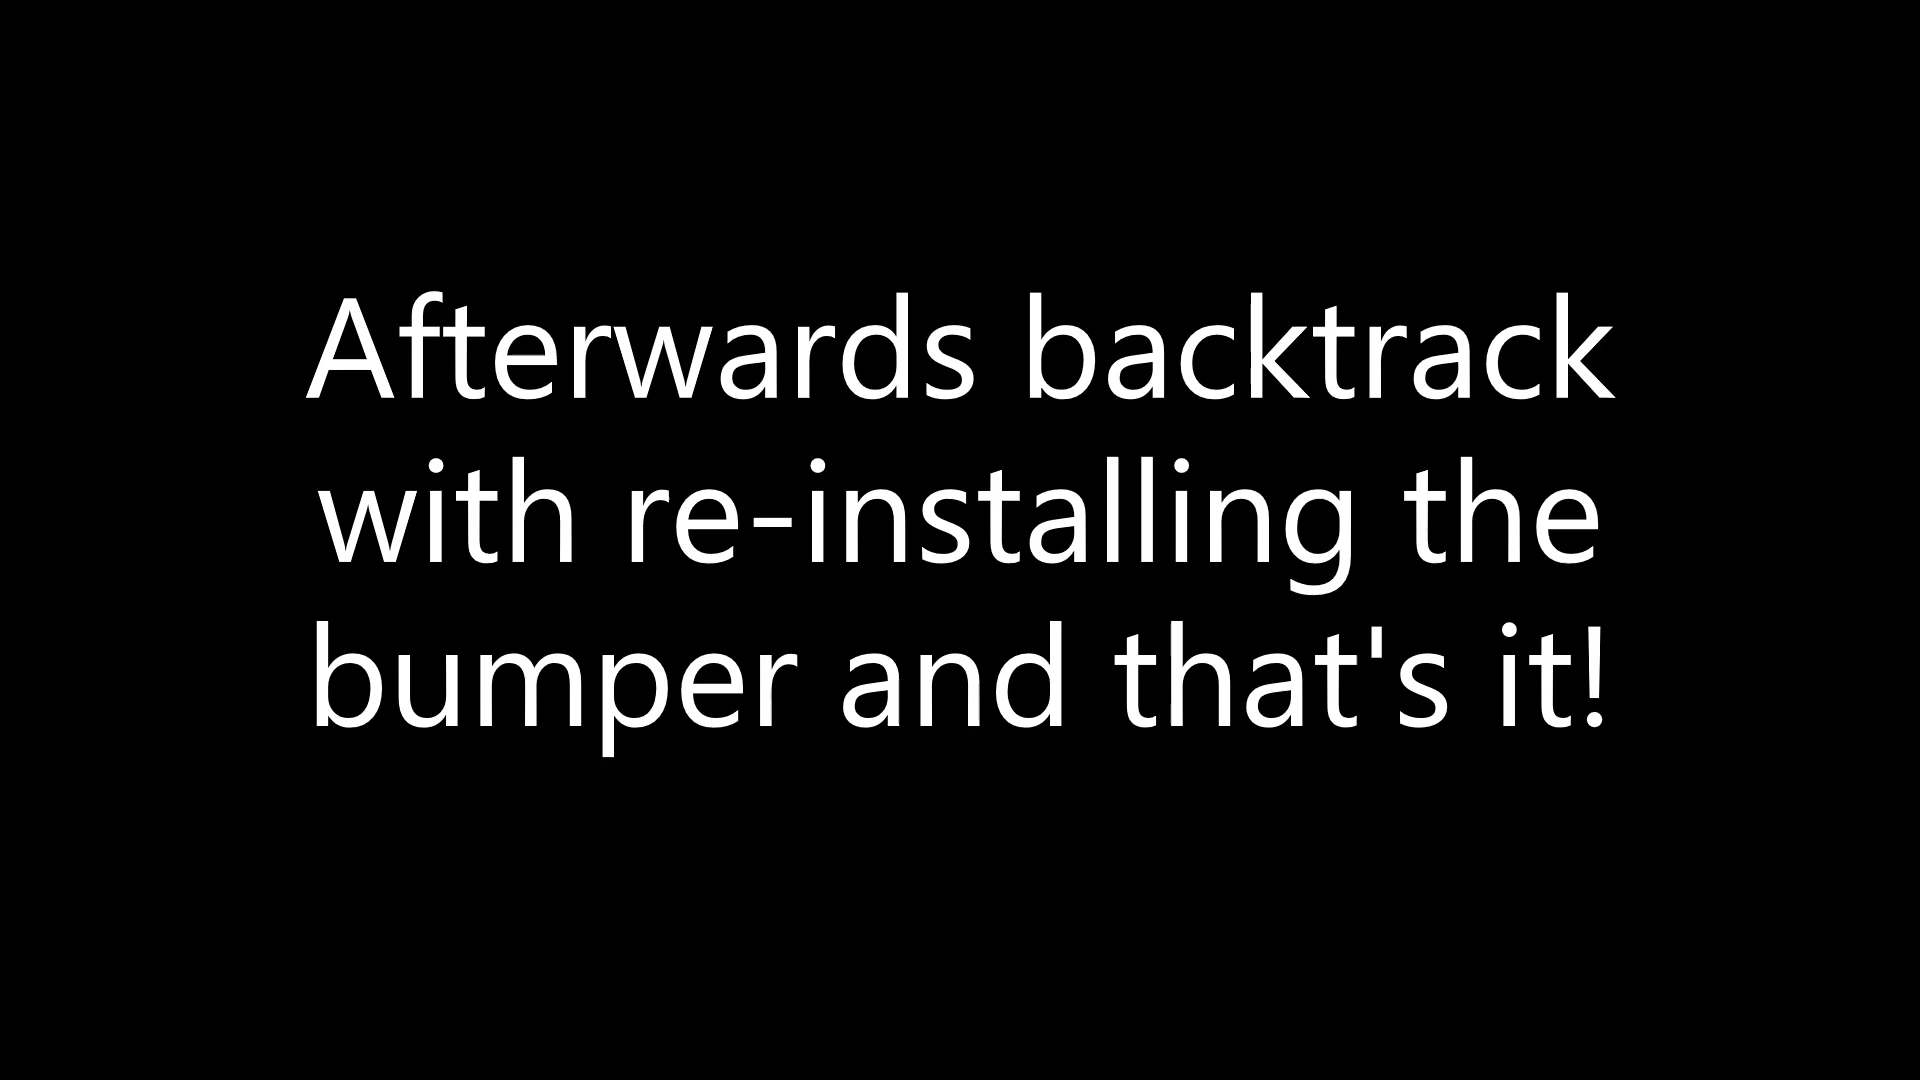 Afterwards backtrack
with re-installing the
bumper and that's it!